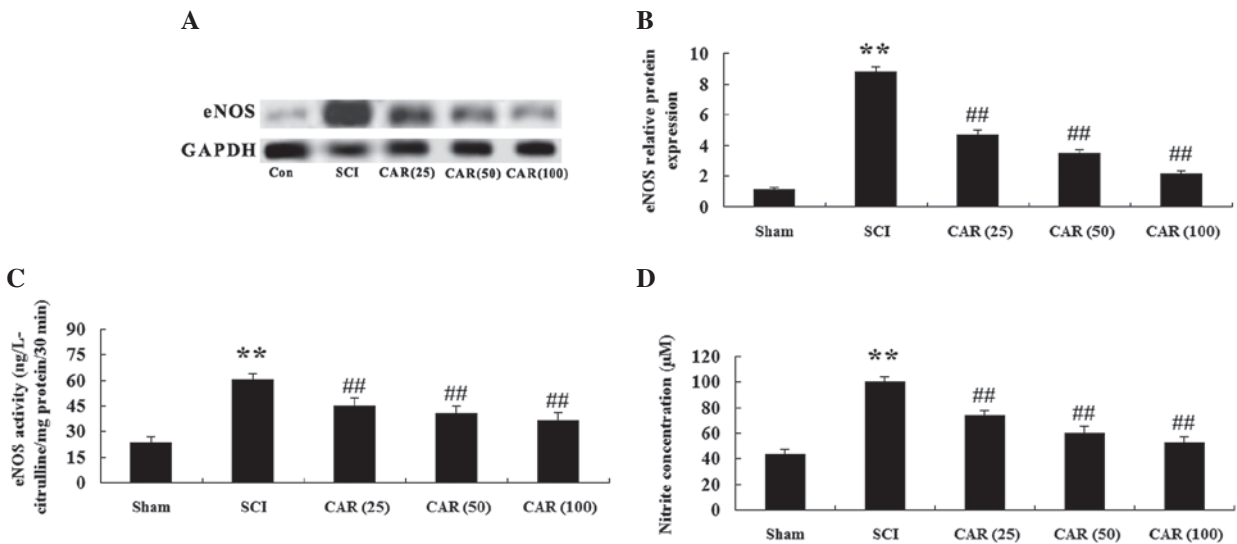 A
eNOS
GAPDH
Con SCI CAR(25) CAR(50) CAR(100)
B
eNOS relative protein
expression
10
8
6
4
2
0
**
##
##
##
Sham SCI CAR (25) CAR (50) CAR (100)
C
eNOS activity (ng/L-
citrulline/mg protein/30 min)
90
75
60
45
30
15
0
**
##
##
##
Sham SCI CAR (25) CAR (50) CAR (100)
D
Nitrite concentration (µM)
120
100
80
60
40
20
0
**
##
##
##
Sham SCI CAR (25) CAR (50) CAR (100)